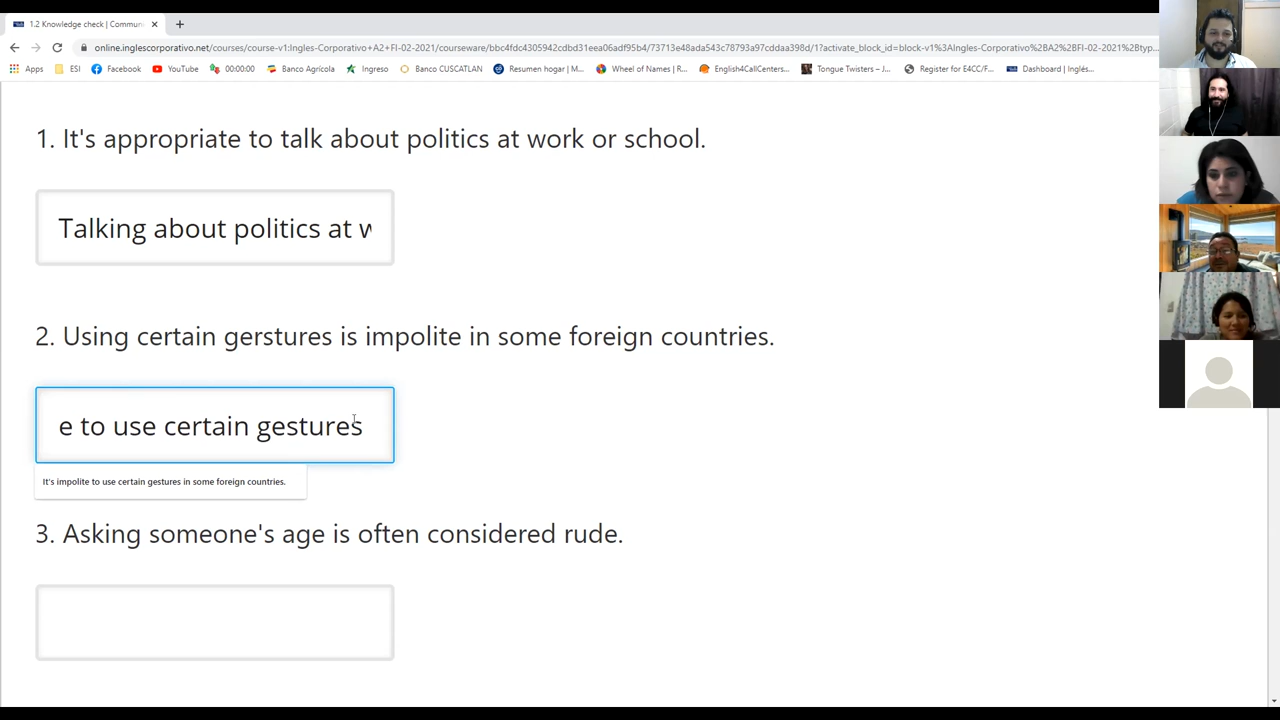 1.2 Knowledge check | Commun
online.inglescorporativo.net/courses/course-v1:Ingles-Corporativo+A2+FI-02-2021/courseware/bbc4fdc4305942cdbd31eea06adf95b4/73713e48ada543c78f93a97cddaa398d/1?activate_block_id=block-v1%3AIngles-Corporativo%2BA2%2BFI-02-2021%2Btyp...
Apps ESI Facebook YouTube 00:00:00 Banco Agrícola Ingreso Banco CUSCATLAN Resumen hogar | M... Wheel of Names | R... English4CallCenters... Tongue Twisters – J... Register for E4CC/F... Dashboard | Inglés...
1. It's appropriate to talk about politics at work or school.
Talking about politics at w
2. Using certain gerstures is impolite in some foreign countries.
e to use certain gestures
It's impolite to use certain gestures in some foreign countries.
3. Asking someone's age is often considered rude.